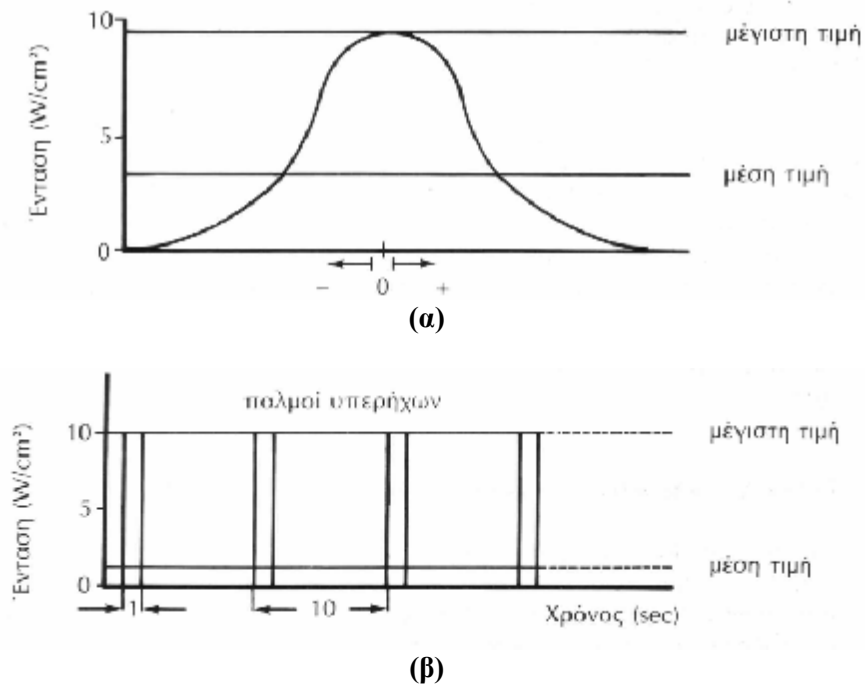 10
μέγιστη τιμή
Ένταση (W/cm²)
5
μέση τιμή
0
− 0 +
(α)
παλμοί υπερήχων
10
μέγιστη τιμή
Ένταση (W/cm²)
5
μέση τιμή
0
1
10
Χρόνος (sec)
(β)